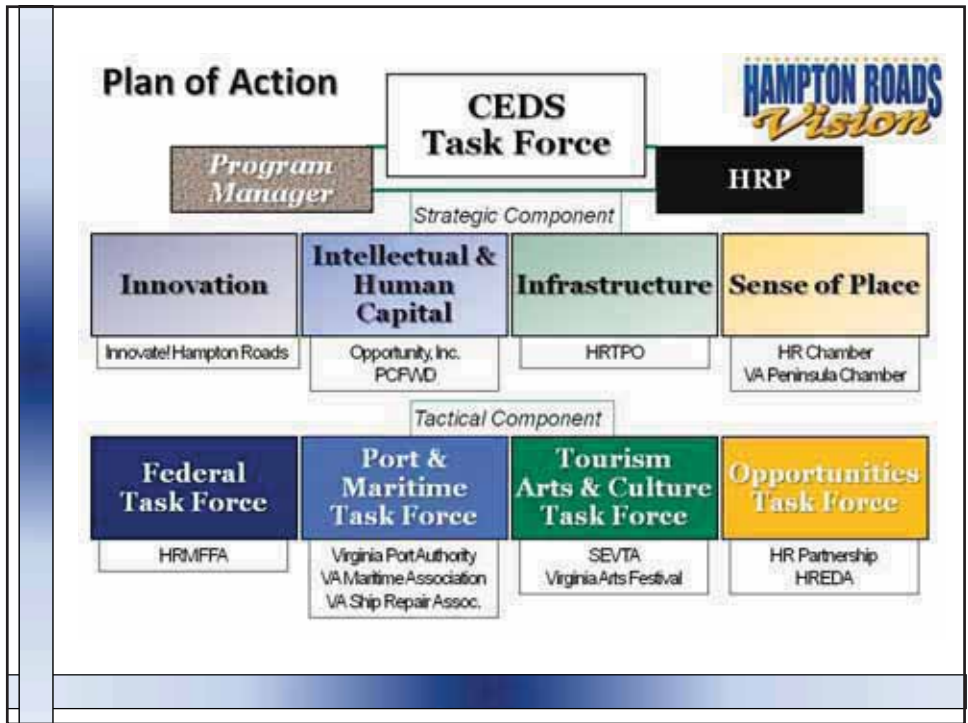 Plan of Action
HAMPTON ROADS
Vision
CEDS
Task Force
Program
Manager
HRP
Strategic Component
Innovation
Innovate! Hampton Roads
Intellectual &
Human
Capital
Opportunity, Inc.
PCFWD
Infrastructure
HRTPO
Sense of Place
HR Chamber
VA Peninsula Chamber
Tactical Component
Federal
Task Force
HRMFFA
Port &
Maritime
Task Force
Virginia Port Authority
VA Maritime Association
VA Ship Repair Assoc.
Tourism
Arts & Culture
Task Force
SEVTA
Virginia Arts Festival
Opportunities
Task Force
HR Partnership
HREDA